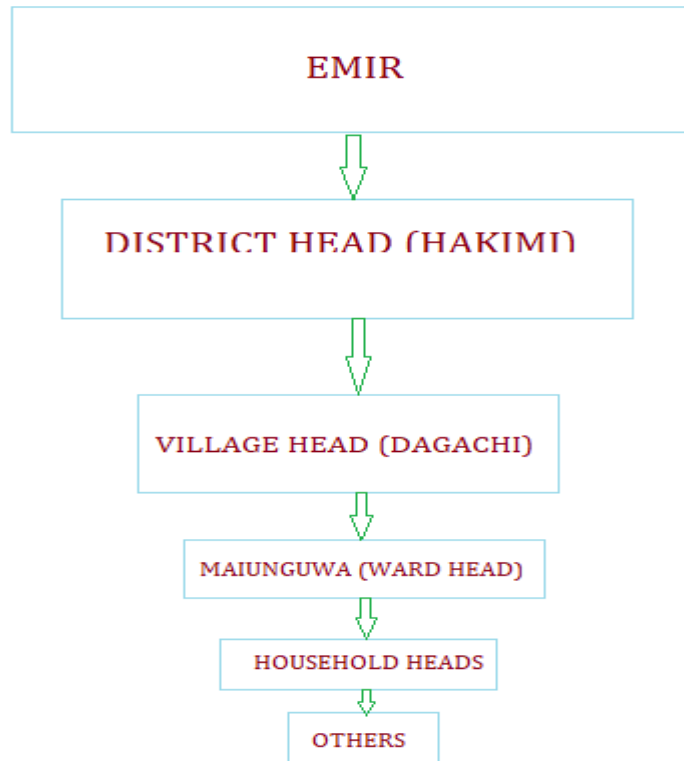 EMIR
DISTRICT HEAD (HAKIMI)
VILLAGE HEAD (DAGACHI)
MAIUNGUWA (WARD HEAD)
HOUSEHOLD HEADS
OTHERS